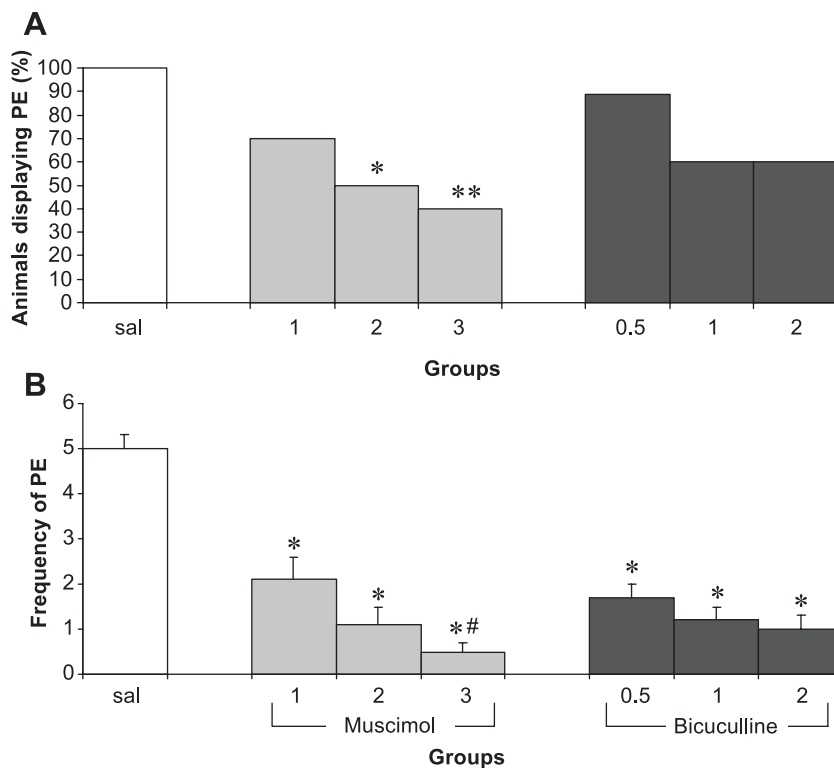 A
Animals displaying PE (%)
100
90
80
70
60
50
40
30
20
10
0
*
**
sal 1 2 3 0.5 1 2
Groups
B
Frequency of PE
6
5
4
3
2
1
0
*
*
*#
*
*
*
sal 1 2 3 0.5 1 2
Muscimol Bicuculline
Groups